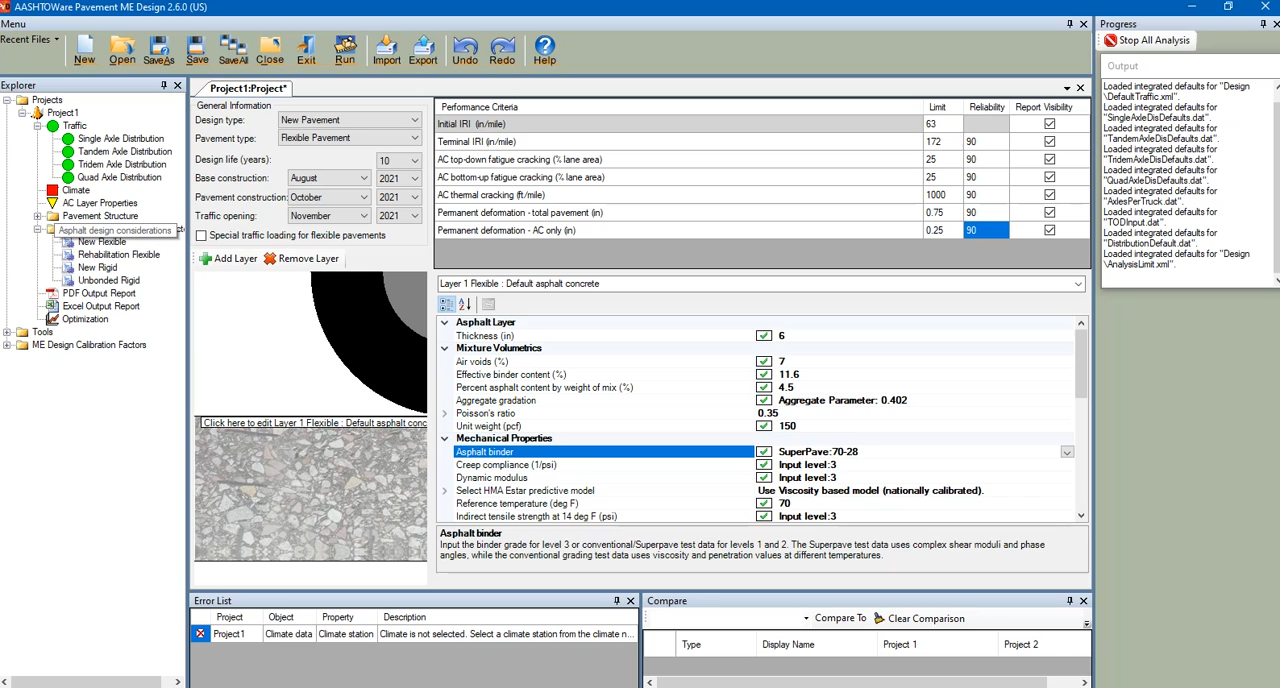 AASHTOWare Pavement ME Design 2.6.0 (US)
Menu
Recent Files
New Open SaveAs Save SaveAll Close Exit Run Import Export Undo Redo Help
Explorer
Projects
Project1
Traffic
Single Axle Distribution
Tandem Axle Distribution
Tridem Axle Distribution
Quad Axle Distribution
Climate
AC Layer Properties
Pavement Structure
Asphalt design considerations
New Flexible
Rehabilitation Flexible
New Rigid
Unbonded Rigid
PDF Output Report
Excel Output Report
Optimization
Tools
ME Design Calibration Factors
Project1:Project*
General Information
Design type: New Pavement
Pavement type: Flexible Pavement
Design life (years): 10
Base construction: August 2021
Pavement construction: October 2021
Traffic opening: November 2021
Special traffic loading for flexible pavements
Add Layer Remove Layer
Click here to edit Layer 1 Flexible : Default asphalt conc
Performance Criteria Limit Reliability Report Visibility
Initial IRI (in/mile) 63
Terminal IRI (in/mile) 172 90
AC top-down fatigue cracking (% lane area) 25 90
AC bottom-up fatigue cracking (% lane area) 25 90
AC thermal cracking (ft/mile) 1000 90
Permanent deformation - total pavement (in) 0.75 90
Permanent deformation - AC only (in) 0.25 90
Layer 1 Flexible : Default asphalt concrete
Asphalt Layer
Thickness (in) 6
Mixture Volumetrics
Air voids (%) 7
Effective binder content (%) 11.6
Percent asphalt content by weight of mix (%) 4.5
Aggregate gradation Aggregate Parameter: 0.402
Poisson's ratio 0.35
Unit weight (pcf) 150
Mechanical Properties
Asphalt binder SuperPave:70-28
Creep compliance (1/psi) Input level:3
Dynamic modulus Input level:3
Select HMA Estar predictive model Use Viscosity based model (nationally calibrated).
Reference temperature (deg F) 70
Indirect tensile strength at 14 deg F (psi) Input level:3
Asphalt binder
Input the binder grade for level 3 or conventional/Superpave test data for levels 1 and 2. The Superpave test data uses complex shear moduli and phase
angles, while the conventional grading test data uses viscosity and penetration values at different temperatures.
Error List
Project Object Property Description
Project1 Climate data Climate station Climate is not selected. Select a climate station from the climate n...
Compare
Compare To Clear Comparison
Type Display Name Project 1 Project 2
Progress
Stop All Analysis
Output
Loaded integrated defaults for "Design
\DefaultTraffic.xml".
Loaded integrated defaults for
"SingleAxleDisDefaults.dat".
Loaded integrated defaults for
"TandemAxleDisDefaults.dat".
Loaded integrated defaults for
"TridemAxleDisDefaults.dat".
Loaded integrated defaults for
"QuadAxleDisDefaults.dat".
Loaded integrated defaults for
"AxlesPerTruck.dat".
Loaded integrated defaults for
"TODInput.dat".
Loaded integrated defaults for
"DistributionDefault.dat".
Loaded integrated defaults for "Design
\AnalysisLimit.xml".